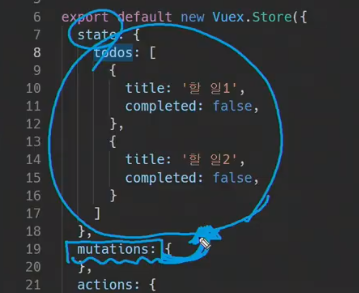 6 export default new Vuex.Store({
7 state: {
8 todos: [
9 {
10 title: '할 일1',
11 completed: false,
12 },
13 {
14 title: '할 일2',
15 completed: false,
16 }
17 ]
18 },
19 mutations: {
20 },
21 actions: {